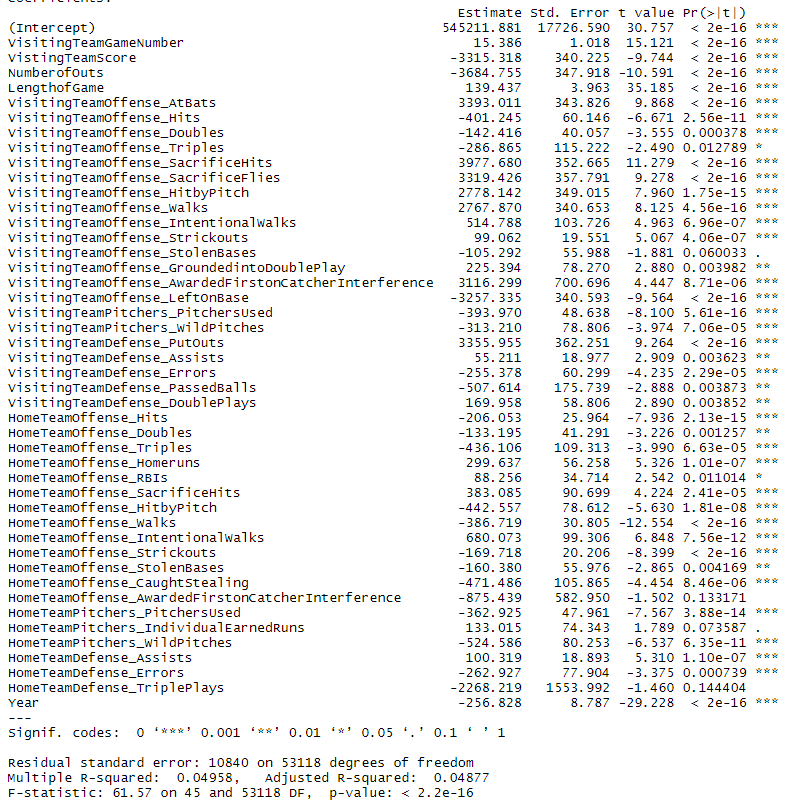 Coefficients:
Estimate Std. Error t value Pr(>|t|)
(Intercept) 545211.881 17726.590 30.757 < 2e-16 ***
VisitingTeamGameNumber 15.386 1.018 15.121 < 2e-16 ***
VistingTeamScore -3315.318 340.225 -9.744 < 2e-16 ***
NumberofOuts -3684.755 347.918 -10.591 < 2e-16 ***
LengthofGame 139.437 3.963 35.185 < 2e-16 ***
VisitingTeamOffense_AtBats 3393.011 343.826 9.868 < 2e-16 ***
VisitingTeamOffense_Hits -401.245 60.146 -6.671 2.56e-11 ***
VisitingTeamOffense_Doubles -142.416 40.057 -3.555 0.000378 ***
VisitingTeamOffense_Triples -286.865 115.222 -2.490 0.012789 *
VisitingTeamOffense_SacrificeHits 3977.680 352.665 11.279 < 2e-16 ***
VisitingTeamOffense_SacrificeFlies 3319.426 357.791 9.278 < 2e-16 ***
VisitingTeamOffense_HitbyPitch 2778.142 349.015 7.960 1.75e-15 ***
VisitingTeamOffense_Walks 2767.870 340.653 8.125 4.56e-16 ***
VisitingTeamOffense_IntentionalWalks 514.788 103.726 4.963 6.96e-07 ***
VisitingTeamOffense_Strickouts 99.062 19.551 5.067 4.06e-07 ***
VisitingTeamOffense_StolenBases -105.292 55.988 -1.881 0.060033 .
VisitingTeamOffense_GroundedintoDoublePlay 225.394 78.270 2.880 0.003982 **
VisitingTeamOffense_AwardedFirstonCatcherInterference 3116.299 700.696 4.447 8.71e-06 ***
VisitingTeamOffense_LeftOnBase -3257.335 340.593 -9.564 < 2e-16 ***
VisitingTeamPitchers_PitchersUsed -393.970 48.638 -8.100 5.61e-16 ***
VisitingTeamPitchers_WildPitches -313.210 78.806 -3.974 7.06e-05 ***
VisitingTeamDefense_PutOuts 3355.955 362.251 9.264 < 2e-16 ***
VisitingTeamDefense_Assists 55.211 18.977 2.909 0.003623 **
VisitingTeamDefense_Errors -255.378 60.299 -4.235 2.29e-05 ***
VisitingTeamDefense_PassedBalls -507.614 175.739 -2.888 0.003873 **
VisitingTeamDefense_DoublePlays 169.958 58.806 2.890 0.003852 **
HomeTeamOffense_Hits -206.053 25.964 -7.936 2.13e-15 ***
HomeTeamOffense_Doubles -133.195 41.291 -3.226 0.001257 **
HomeTeamOffense_Triples -436.106 109.313 -3.990 6.63e-05 ***
HomeTeamOffense_Homeruns 299.637 56.258 5.326 1.01e-07 ***
HomeTeamOffense_RBIs 88.256 34.714 2.542 0.011014 *
HomeTeamOffense_SacrificeHits 383.085 90.699 4.224 2.41e-05 ***
HomeTeamOffense_HitbyPitch -442.557 78.612 -5.630 1.81e-08 ***
HomeTeamOffense_Walks -386.719 30.805 -12.554 < 2e-16 ***
HomeTeamOffense_IntentionalWalks 680.073 99.306 6.848 7.56e-12 ***
HomeTeamOffense_Strickouts -169.718 20.206 -8.399 < 2e-16 ***
HomeTeamOffense_StolenBases -160.380 55.976 -2.865 0.004169 **
HomeTeamOffense_CaughtStealing -471.486 105.865 -4.454 8.46e-06 ***
HomeTeamOffense_AwardedFirstonCatcherInterference -875.439 582.950 -1.502 0.133171
HomeTeamPitchers_PitchersUsed -362.925 47.961 -7.567 3.88e-14 ***
HomeTeamPitchers_IndividualEarnedRuns 133.015 74.343 1.789 0.073587 .
HomeTeamPitchers_WildPitches -524.586 80.253 -6.537 6.35e-11 ***
HomeTeamDefense_Assists 100.319 18.893 5.310 1.10e-07 ***
HomeTeamDefense_Errors -262.927 77.904 -3.375 0.000739 ***
HomeTeamDefense_TriplePlays -2268.219 1553.992 -1.460 0.144404
Year -256.828 8.787 -29.228 < 2e-16 ***
---
Signif. codes: 0 ‘***’ 0.001 ‘**’ 0.01 ‘*’ 0.05 ‘.’ 0.1 ‘ ’ 1
Residual standard error: 10840 on 53118 degrees of freedom
Multiple R-squared: 0.04958, Adjusted R-squared: 0.04877
F-statistic: 61.57 on 45 and 53118 DF, p-value: < 2.2e-16